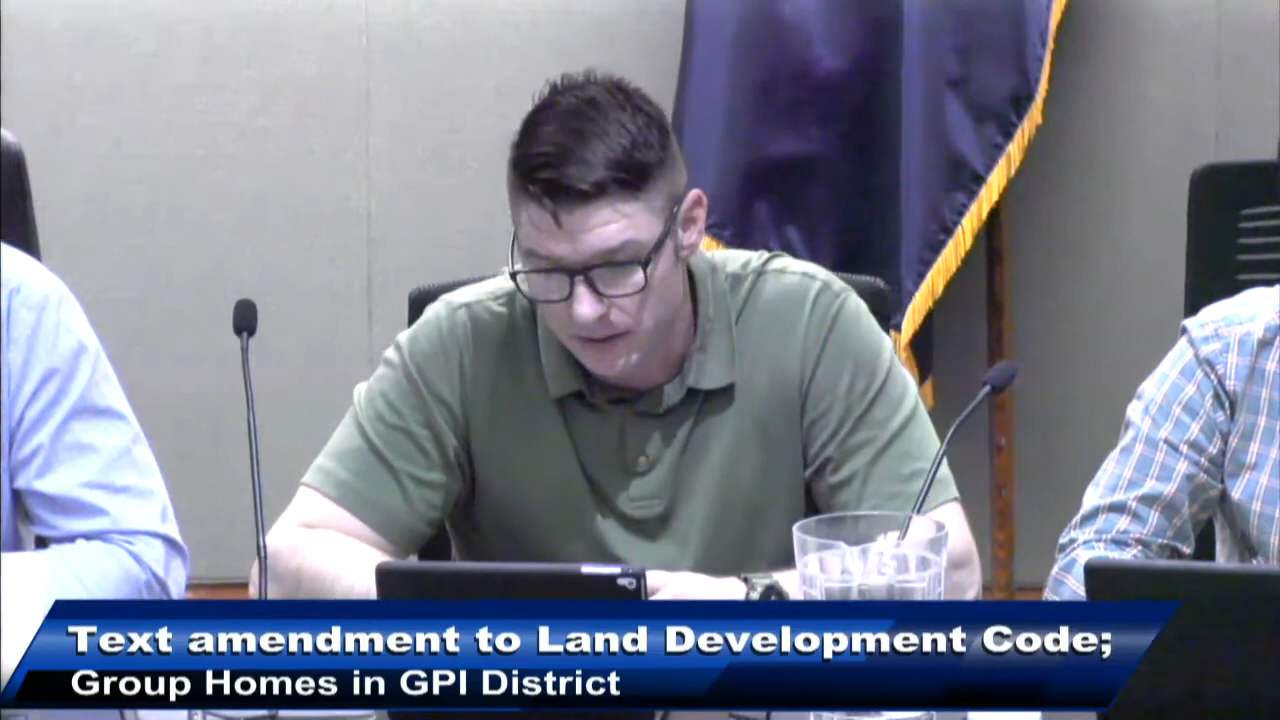 Text amendment to Land Development Code;
Group Homes in GPI District